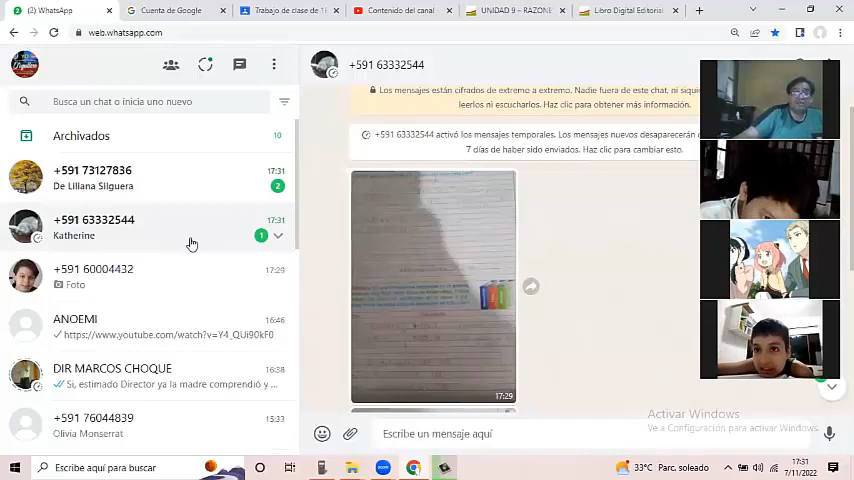 (2) WhatsApp
Cuenta de Google
Trabajo de clase de 1
Contenido del canal
UNIDAD 9 – RAZONE
Libro Digital Editorial
web.whatsapp.com
+591 63332544
Busca un chat o inicia uno nuevo
Archivados
10
+591 73127836
17:31
De Liliana Silguera
2
+591 63332544
17:31
Katherine
1
+591 60004432
17:29
Foto
ANOEMI
16:46
https://www.youtube.com/watch?v=Y4_QUi90kF0
DIR MARCOS CHOQUE
16:38
Si, estimado Director ya la madre comprendió y ...
+591 76044839
15:33
Olivia Monserrat
Los mensajes están cifrados de extremo a extremo. Nadie fuera de este chat, ni siquie
leerlos ni escucharlos. Haz clic para obtener más información.
+591 63332544 activó los mensajes temporales. Los mensajes nuevos desaparecerán
7 días de haber sido enviados. Haz clic para cambiar esto.
17:29
Activar Windows
Ve a Configuración para activar Windows.
Escribe un mensaje aquí
Escribe aquí para buscar
33°C Parc. soleado
17:31
7/11/2022